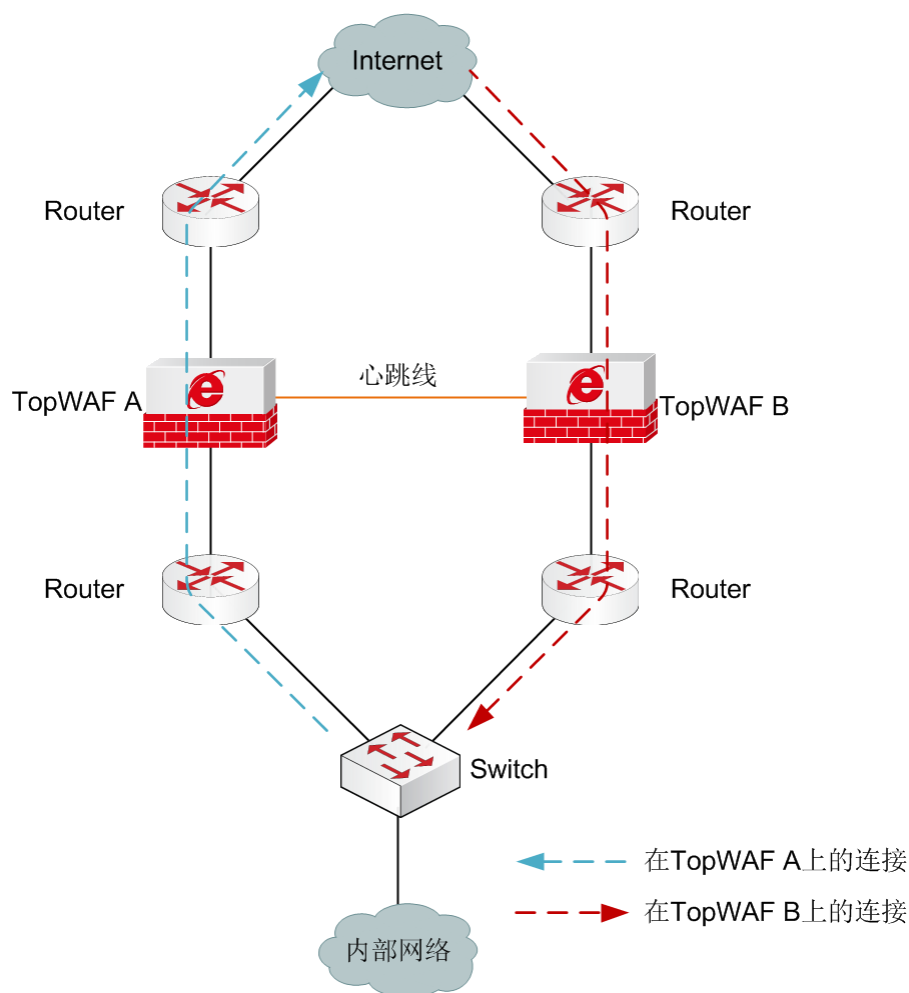 Internet
Router
Router
心跳线
TopWAF A
TopWAF B
Router
Router
Switch
在TopWAF A上的连接
在TopWAF B上的连接
内部网络